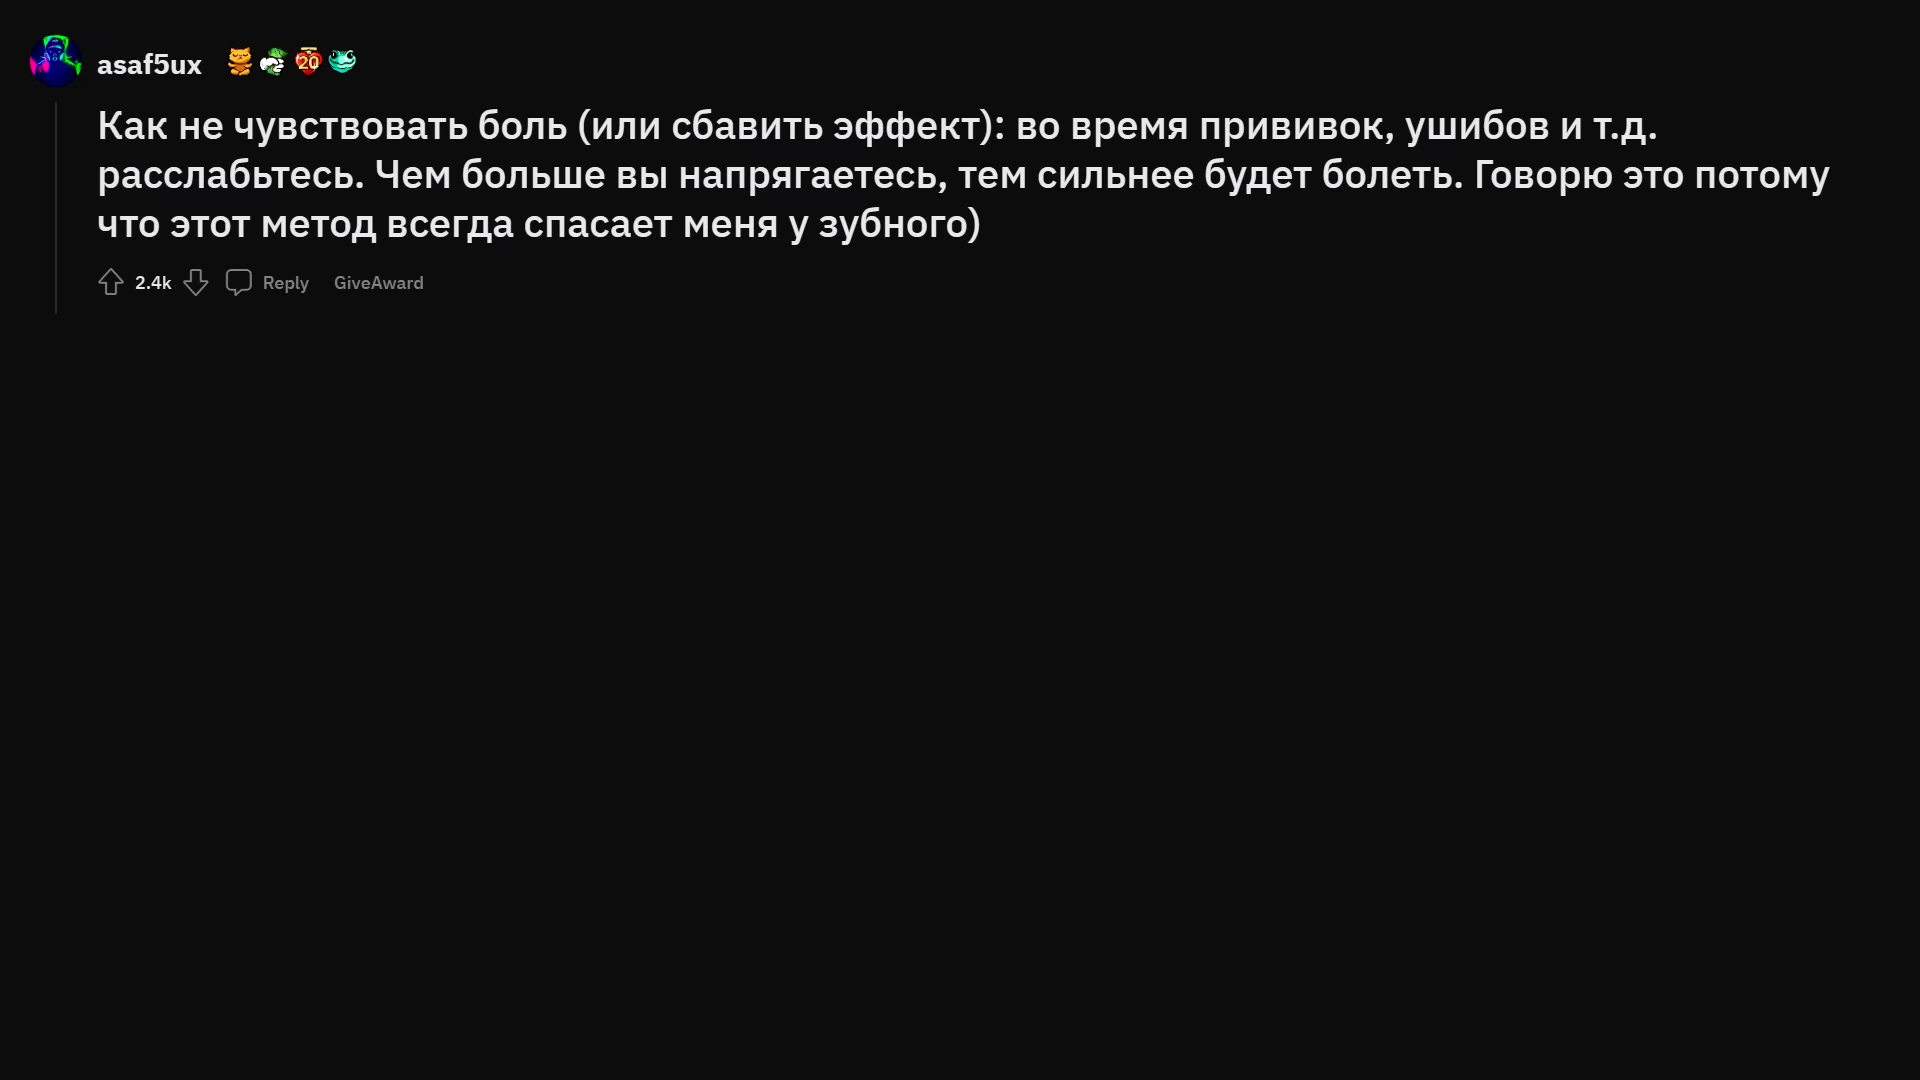 asaf5ux
20
Как не чувствовать боль (или сбавить эффект): во время прививок, ушибов и т.д.
расслабьтесь. Чем больше вы напрягаетесь, тем сильнее будет болеть. Говорю это потому
что этот метод всегда спасает меня у зубного)
2.4k Reply GiveAward